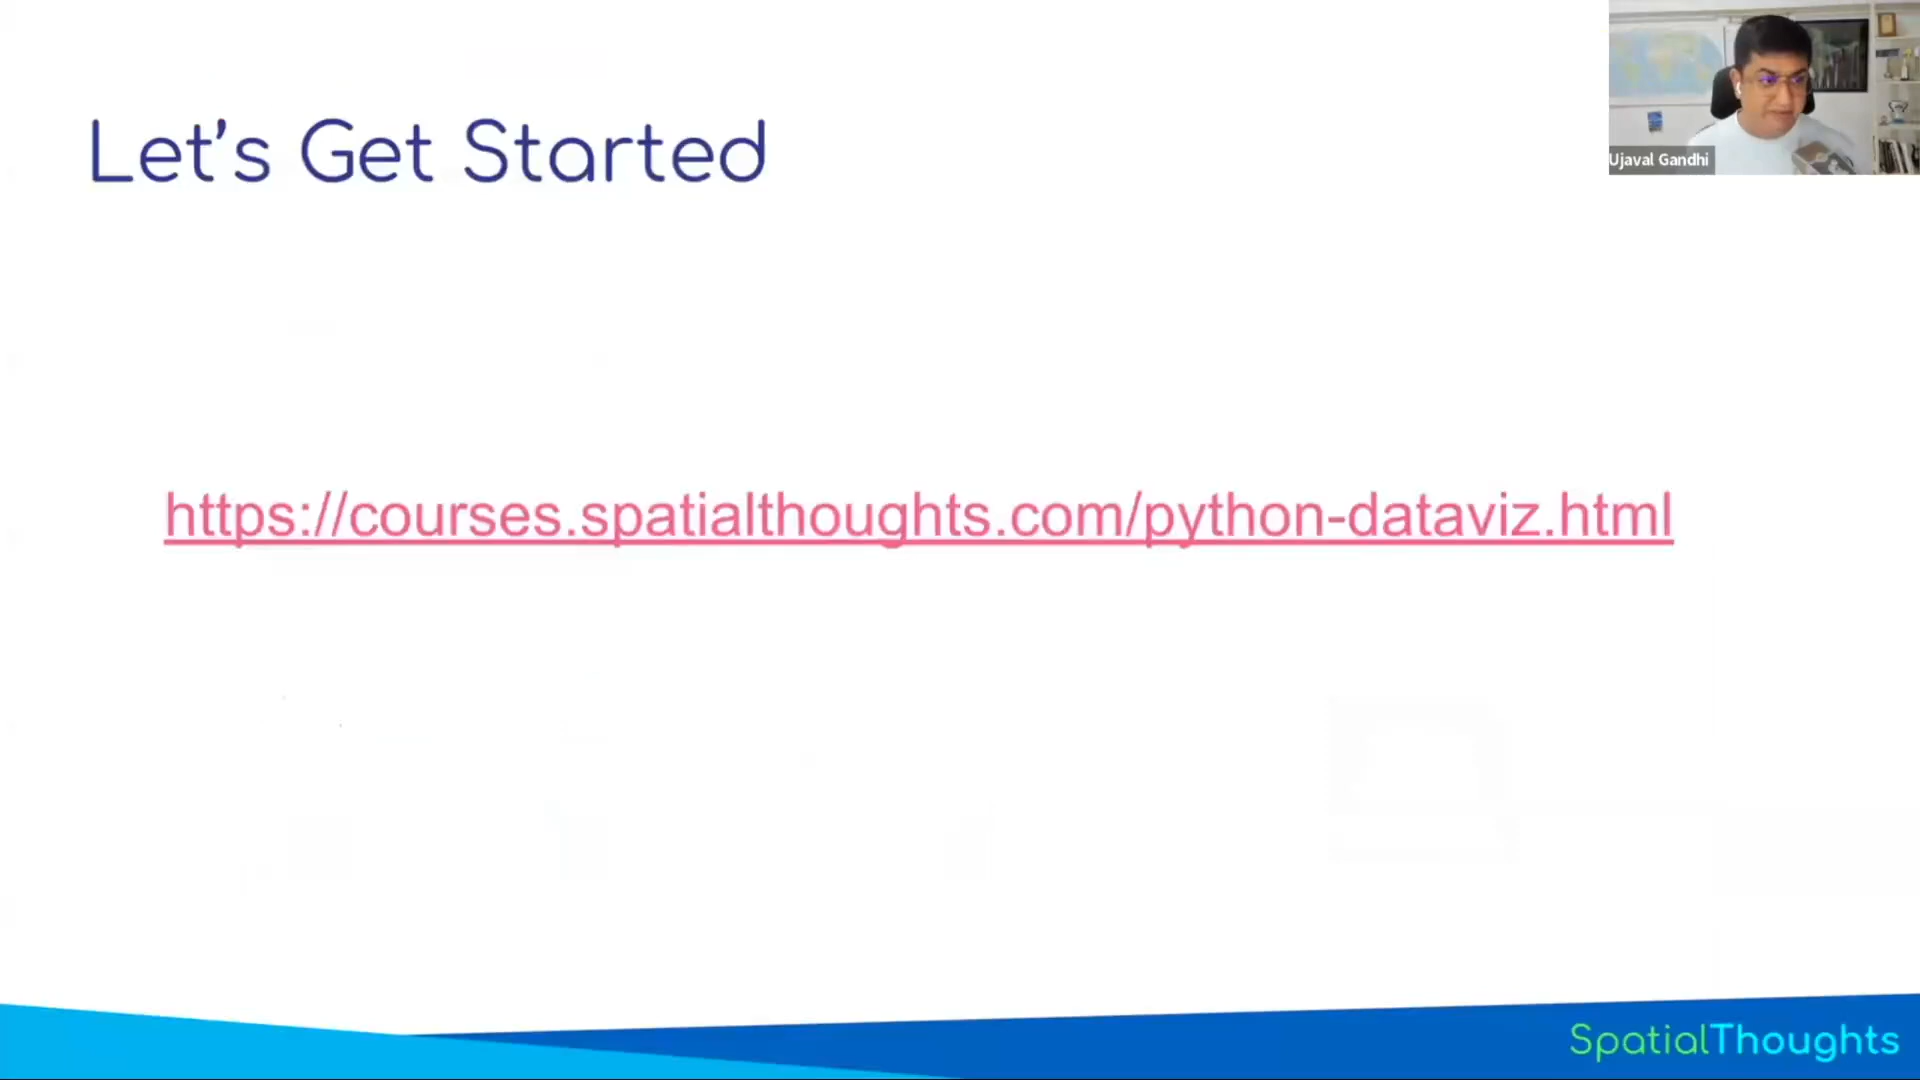 Let's Get Started
Ujaval Gandhi
https://courses.spatialthoughts.com/python-dataviz.html
SpatialThoughts